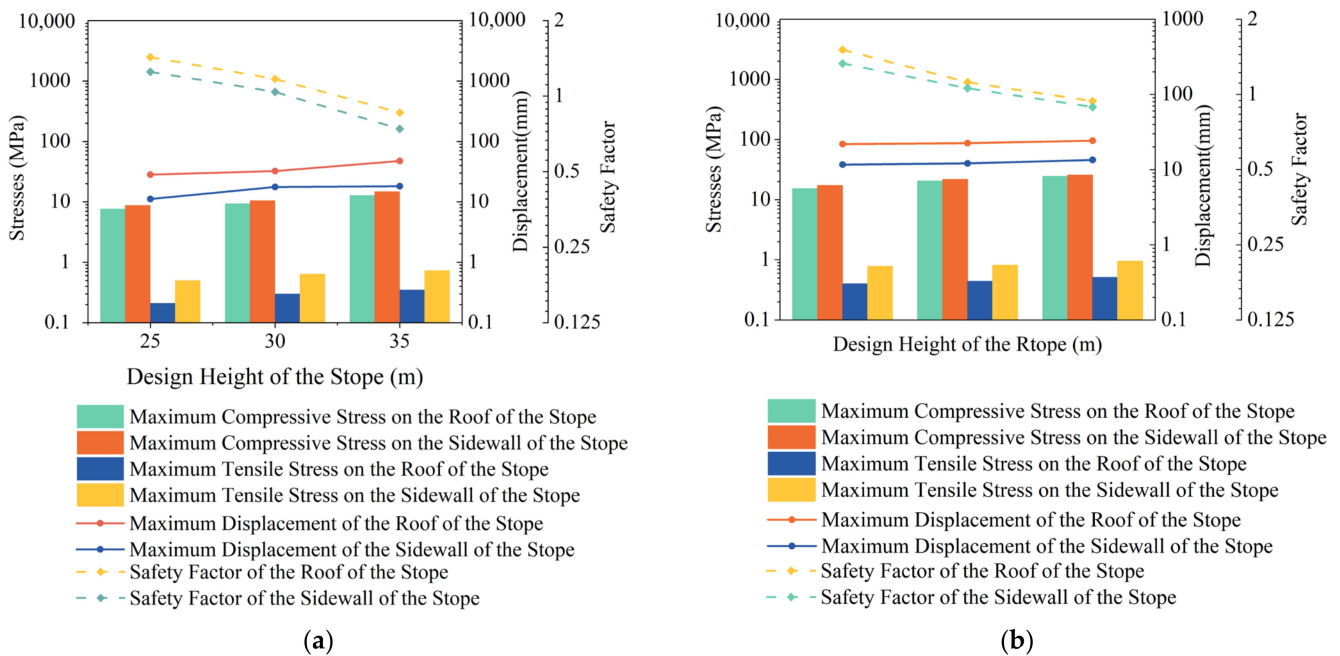 10,000
1000
100
10
1
0.1
Stresses (MPa)
10,000
1000
100
10
1
0.1
Displacement(mm)
2
1
0.5
0.25
0.125
Safety Factor
25 30 35
Design Height of the Stope (m)
Maximum Compressive Stress on the Roof of the Stope
Maximum Compressive Stress on the Sidewall of the Stope
Maximum Tensile Stress on the Roof of the Stope
Maximum Tensile Stress on the Sidewall of the Stope
Maximum Displacement of the Roof of the Stope
Maximum Displacement of the Sidewall of the Stope
Safety Factor of the Roof of the Stope
Safety Factor of the Sidewall of the Stope
(a)
10,000
1000
100
10
1
0.1
Stresses (MPa)
1000
100
10
1
0.1
Displacement(mm)
2
1
0.5
0.25
0.125
Safety Factor
Design Height of the Rtope (m)
Maximum Compressive Stress on the Roof of the Stope
Maximum Compressive Stress on the Sidewall of the Stope
Maximum Tensile Stress on the Roof of the Stope
Maximum Tensile Stress on the Sidewall of the Stope
Maximum Displacement of the Roof of the Stope
Maximum Displacement of the Sidewall of the Stope
Safety Factor of the Roof of the Stope
Safety Factor of the Sidewall of the Stope
(b)